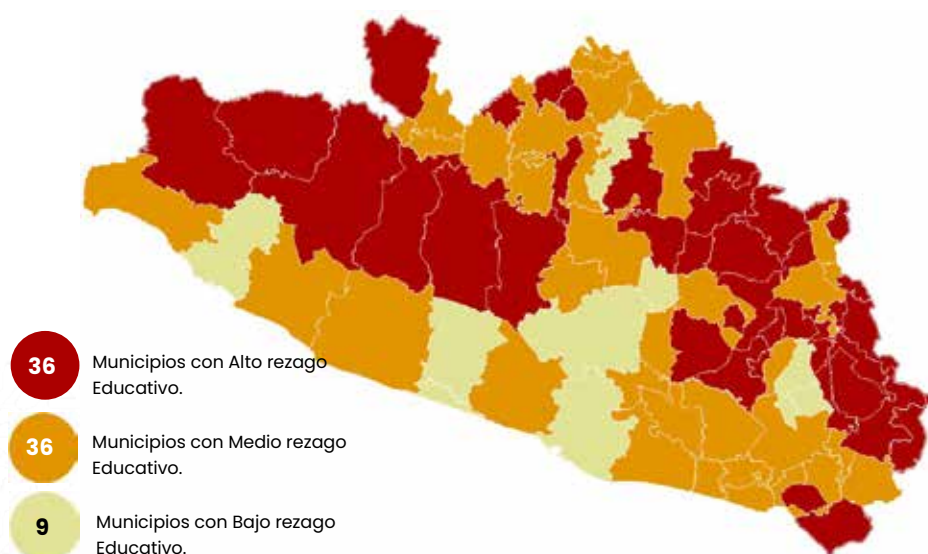 36
Municipios con Alto rezago
Educativo.
36
Municipios con Medio rezago
Educativo.
9
Municipios con Bajo rezago
Educativo.